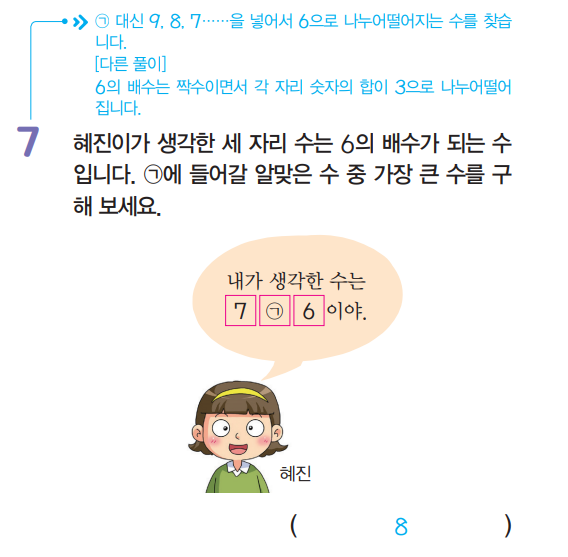 ㉠ 대신 9, 8, 7……을 넣어서 6으로 나누어떨어지는 수를 찾습
니다.
[다른 풀이]
6의 배수는 짝수이면서 각 자리 숫자의 합이 3으로 나누어떨어
집니다.
7 혜진이가 생각한 세 자리 수는 6의 배수가 되는 수
입니다. ㉠에 들어갈 알맞은 수 중 가장 큰 수를 구
해 보세요.
내가 생각한 수는
7 ㉠ 6 이야.
혜진
( 8 )